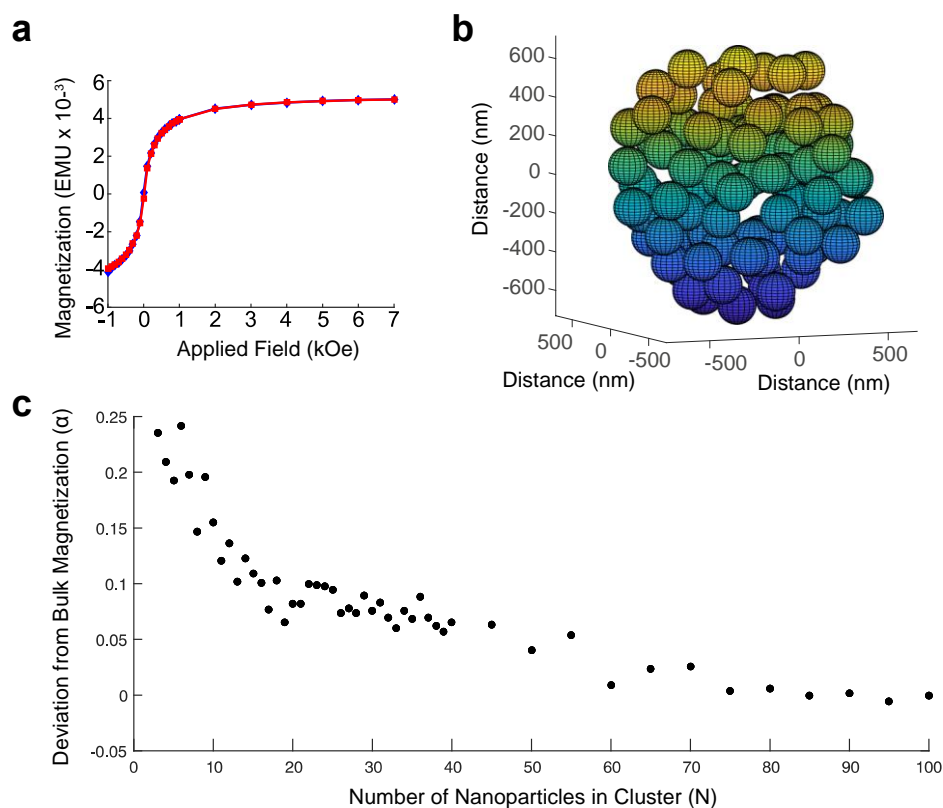 a
Magnetization (EMU x 10⁻³)
6
4
2
0
-2
-4
-6
-1 0 1 2 3 4 5 6 7
Applied Field (kOe)
b
Distance (nm)
600
400
200
0
-200
-400
-600
500 0 -500
Distance (nm)
-500 0 500
Distance (nm)
c
Deviation from Bulk Magnetization (α)
0.25
0.2
0.15
0.1
0.05
0
-0.05
0 10 20 30 40 50 60 70 80 90 100
Number of Nanoparticles in Cluster (N)